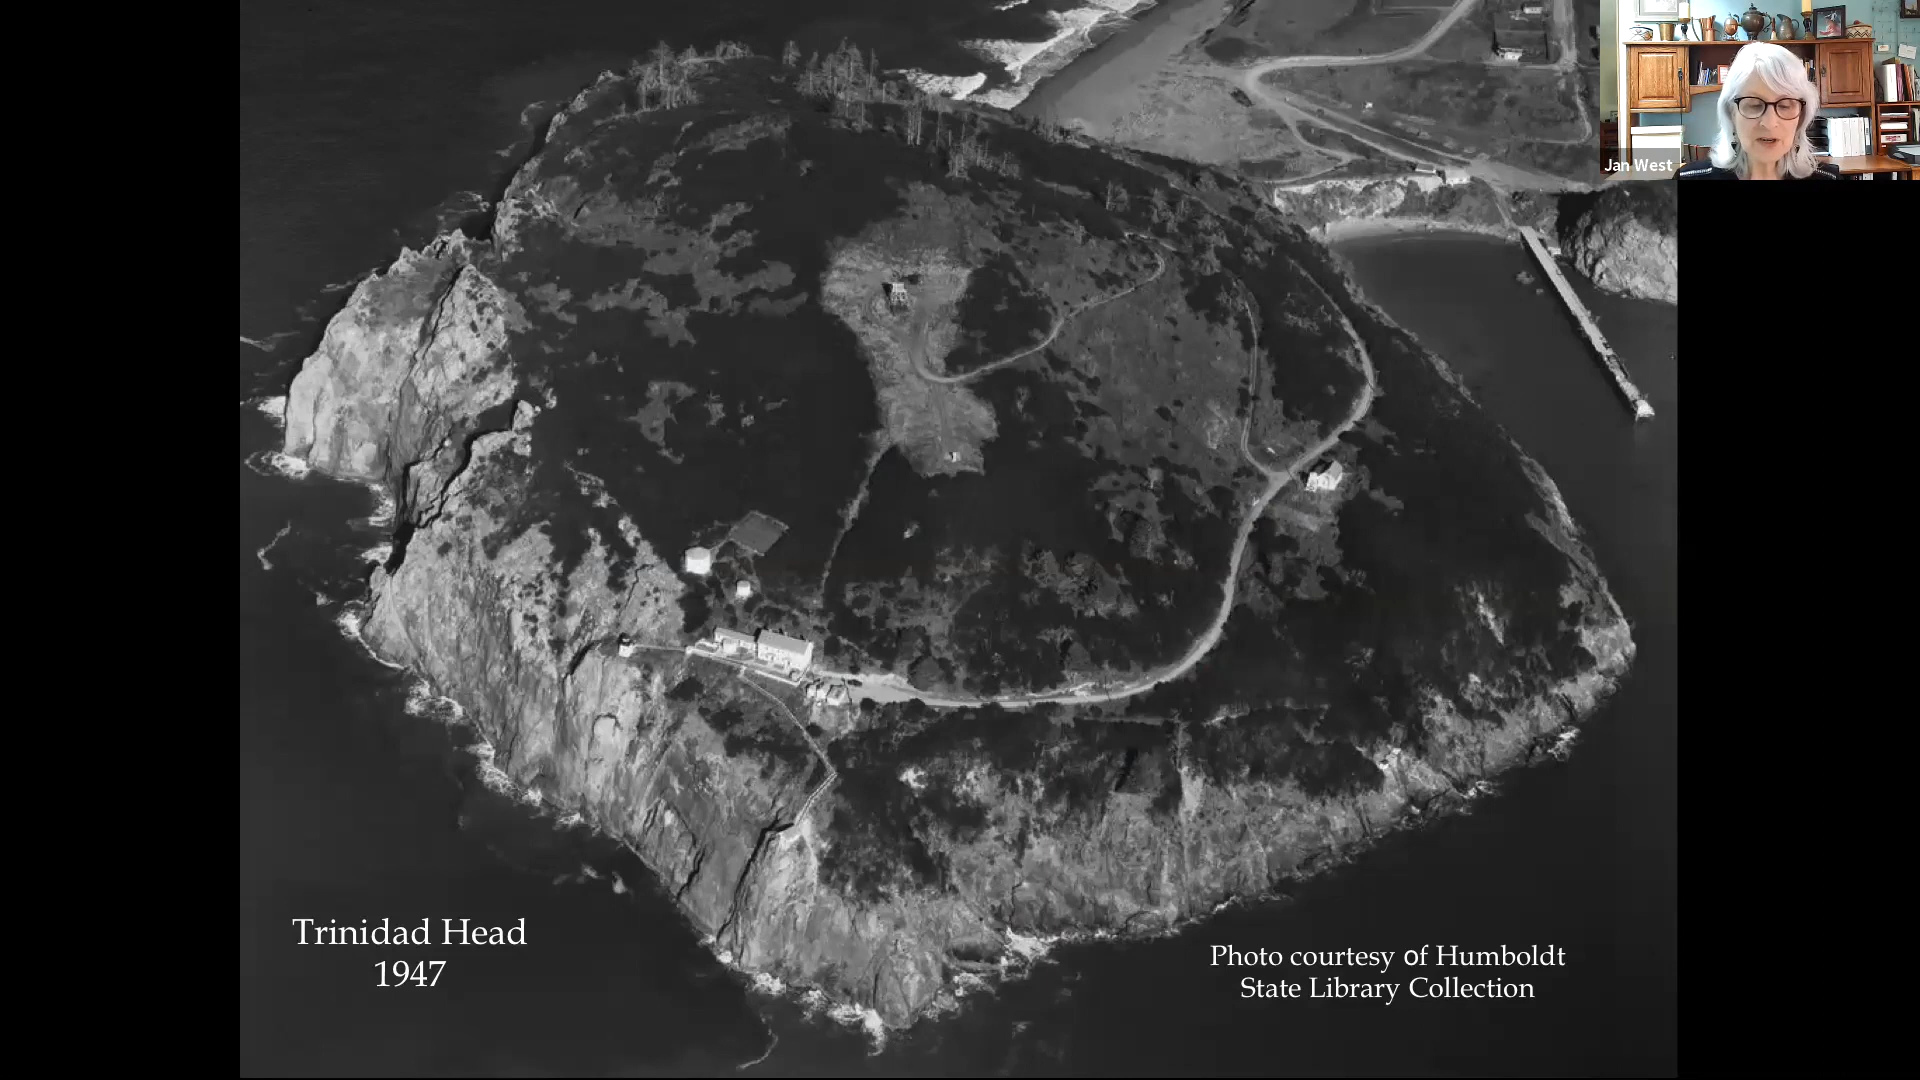 Jan West
Trinidad Head
1947
Photo courtesy of Humboldt
State Library Collection